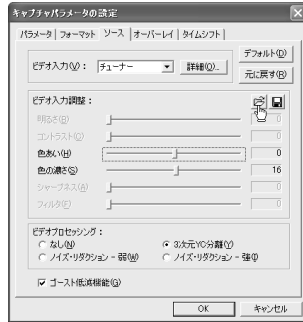 キャプチャパラメータの設定
パラメータ フォーマット ソース オーバーレイ タイムシフト
ビデオ入力(V): チューナー 詳細(O)...
デフォルト(D)
元に戻す(R)
ビデオ入力調整:
明るさ(B) 0
コントラスト(C) 0
色あい(H) 0
色の濃さ(S) 16
シャープネス(A) 0
フィルタ(F) 0
ビデオプロセッシング:
なし(N) 3次元YC分離(Y)
ノイズ・リダクション - 弱(W) ノイズ・リダクション - 強(I)
ゴースト低減機能(G)
OK キャンセル